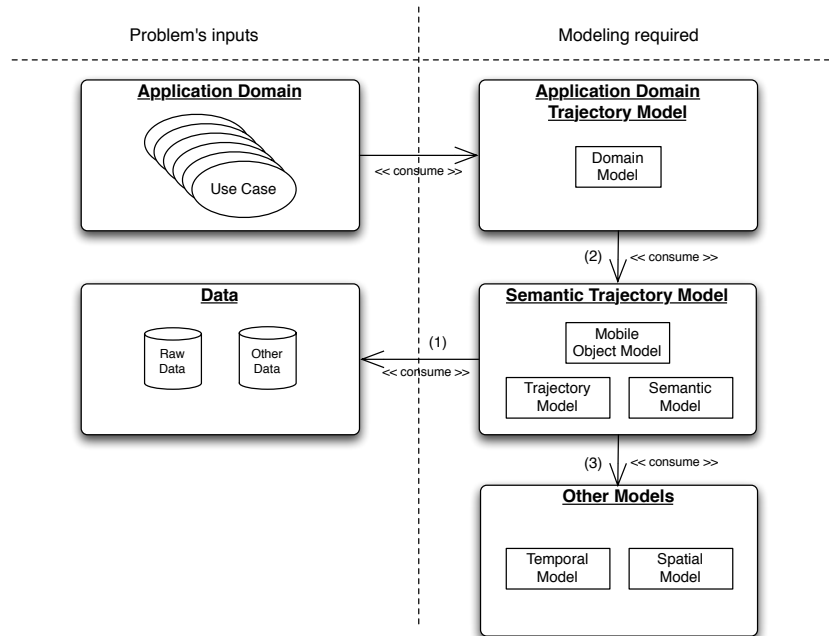 Problem's inputs
Modeling required
Application Domain
Use Case
<< consume >>
Application Domain
Trajectory Model
Domain
Model
(2)
<< consume >>
Data
Raw
Data
Other
Data
(1)
<< consume >>
Semantic Trajectory Model
Mobile
Object Model
Trajectory
Model
Semantic
Model
(3)
<< consume >>
Other Models
Temporal
Model
Spatial
Model